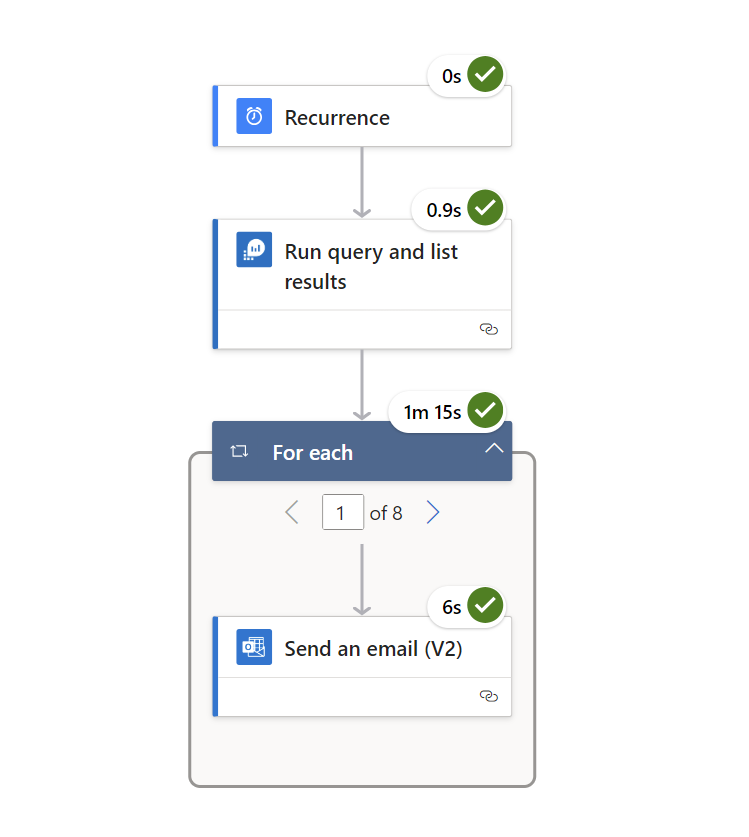 0s
Recurrence
0.9s
Run query and list
results
1m 15s
For each
1 of 8
6s
Send an email (V2)